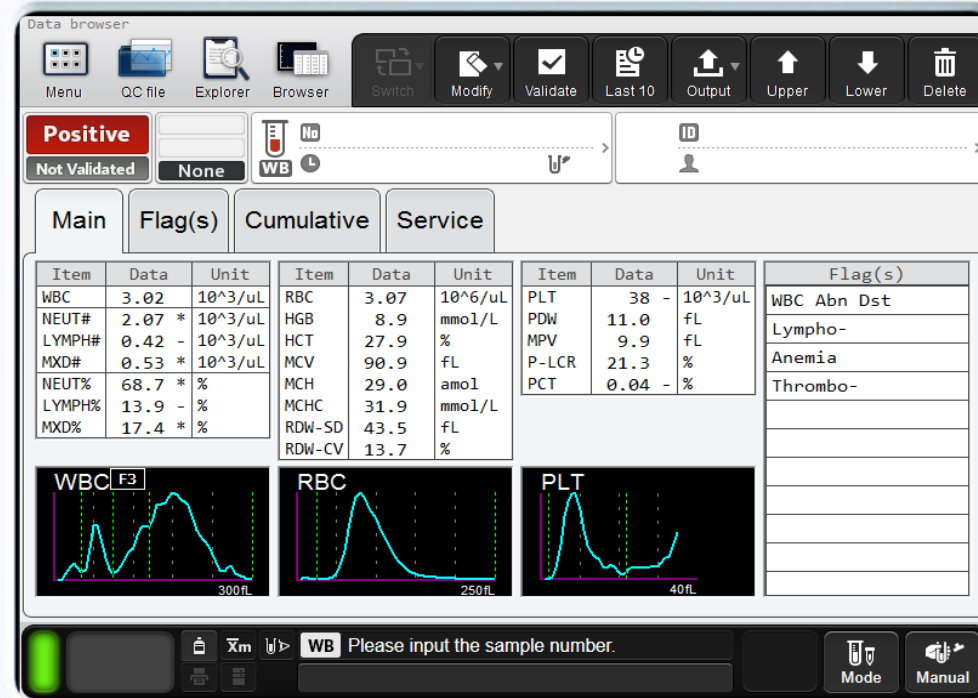 Data browser
Menu QC file Explorer Browser Switch Modify Validate Last 10 Output Upper Lower Delete
Positive
Not Validated None WB No ID
Main Flag(s) Cumulative Service
Item Data Unit Item Data Unit Item Data Unit Flag(s)
WBC 3.02 10^3/uL RBC 3.07 10^6/uL PLT 38 - 10^3/uL WBC Abn Dst
NEUT# 2.07 * 10^3/uL HGB 8.9 mmol/L PDW 11.0 fL Lympho-
LYMPH# 0.42 - 10^3/uL HCT 27.9 % MPV 9.9 fL Anemia
MXD# 0.53 * 10^3/uL MCV 90.9 fL P-LCR 21.3 % Thrombo-
NEUT% 68.7 * % MCH 29.0 amol PCT 0.04 - %
LYMPH% 13.9 - % MCHC 31.9 mmol/L
MXD% 17.4 * % RDW-SD 43.5 fL
RDW-CV 13.7 %
WBC F3 RBC PLT
300fL 250fL 40fL
Xm WB Please input the sample number.
Mode Manual